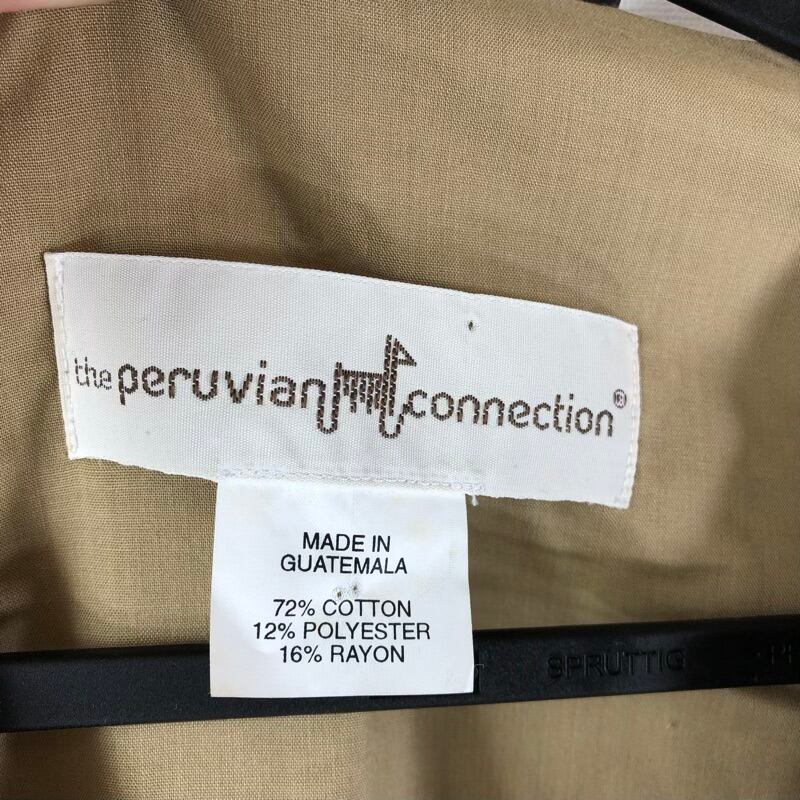 the peruvian connection®
MADE IN
GUATEMALA
72% COTTON
12% POLYESTER
16% RAYON
SPRUTTIG